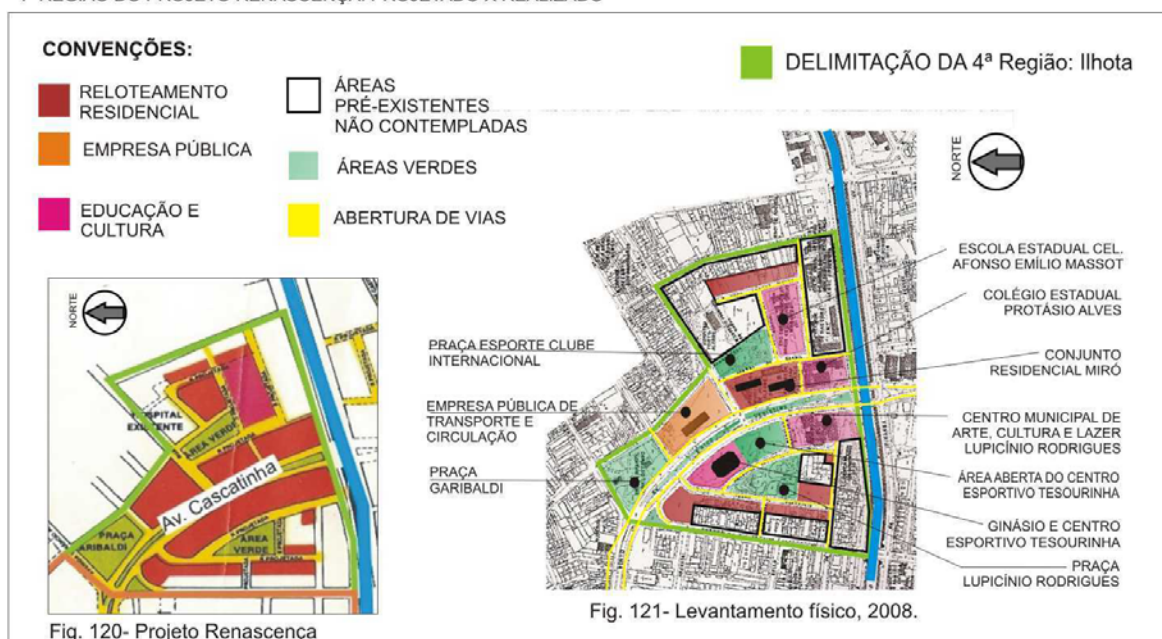 CONVENÇÕES:
RELOTEAMENTO
RESIDENCIAL
EMPRESA PÚBLICA
EDUCAÇÃO E
CULTURA
ÁREAS
PRÉ-EXISTENTES
NÃO CONTEMPLADAS
ÁREAS VERDES
ABERTURA DE VIAS
DELIMITAÇÃO DA 4ª Região: Ilhota
NORTE
HOSPITAL
EXISTENTE
ÁREA VERDE
Av. Cascatinha
PRAÇA
GARIBALDI
ÁREA
VERDE
Fig. 120- Projeto Renascença
NORTE
PRAÇA ESPORTE CLUBE
INTERNACIONAL
EMPRESA PÚBLICA DE
TRANSPORTE E
CIRCULAÇÃO
PRAÇA
GARIBALDI
ESCOLA ESTADUAL CEL.
AFONSO EMÍLIO MASSOT
COLÉGIO ESTADUAL
PROTÁSIO ALVES
CONJUNTO
RESIDENCIAL MIRÓ
CENTRO MUNICIPAL DE
ARTE, CULTURA E LAZER
LUPICÍNIO RODRIGUES
ÁREA ABERTA DO CENTRO
ESPORTIVO TESOURINHA
GINÁSIO E CENTRO
ESPORTIVO TESOURINHA
PRAÇA
LUPICÍNIO RODRIGUES
Fig. 121- Levantamento físico, 2008.